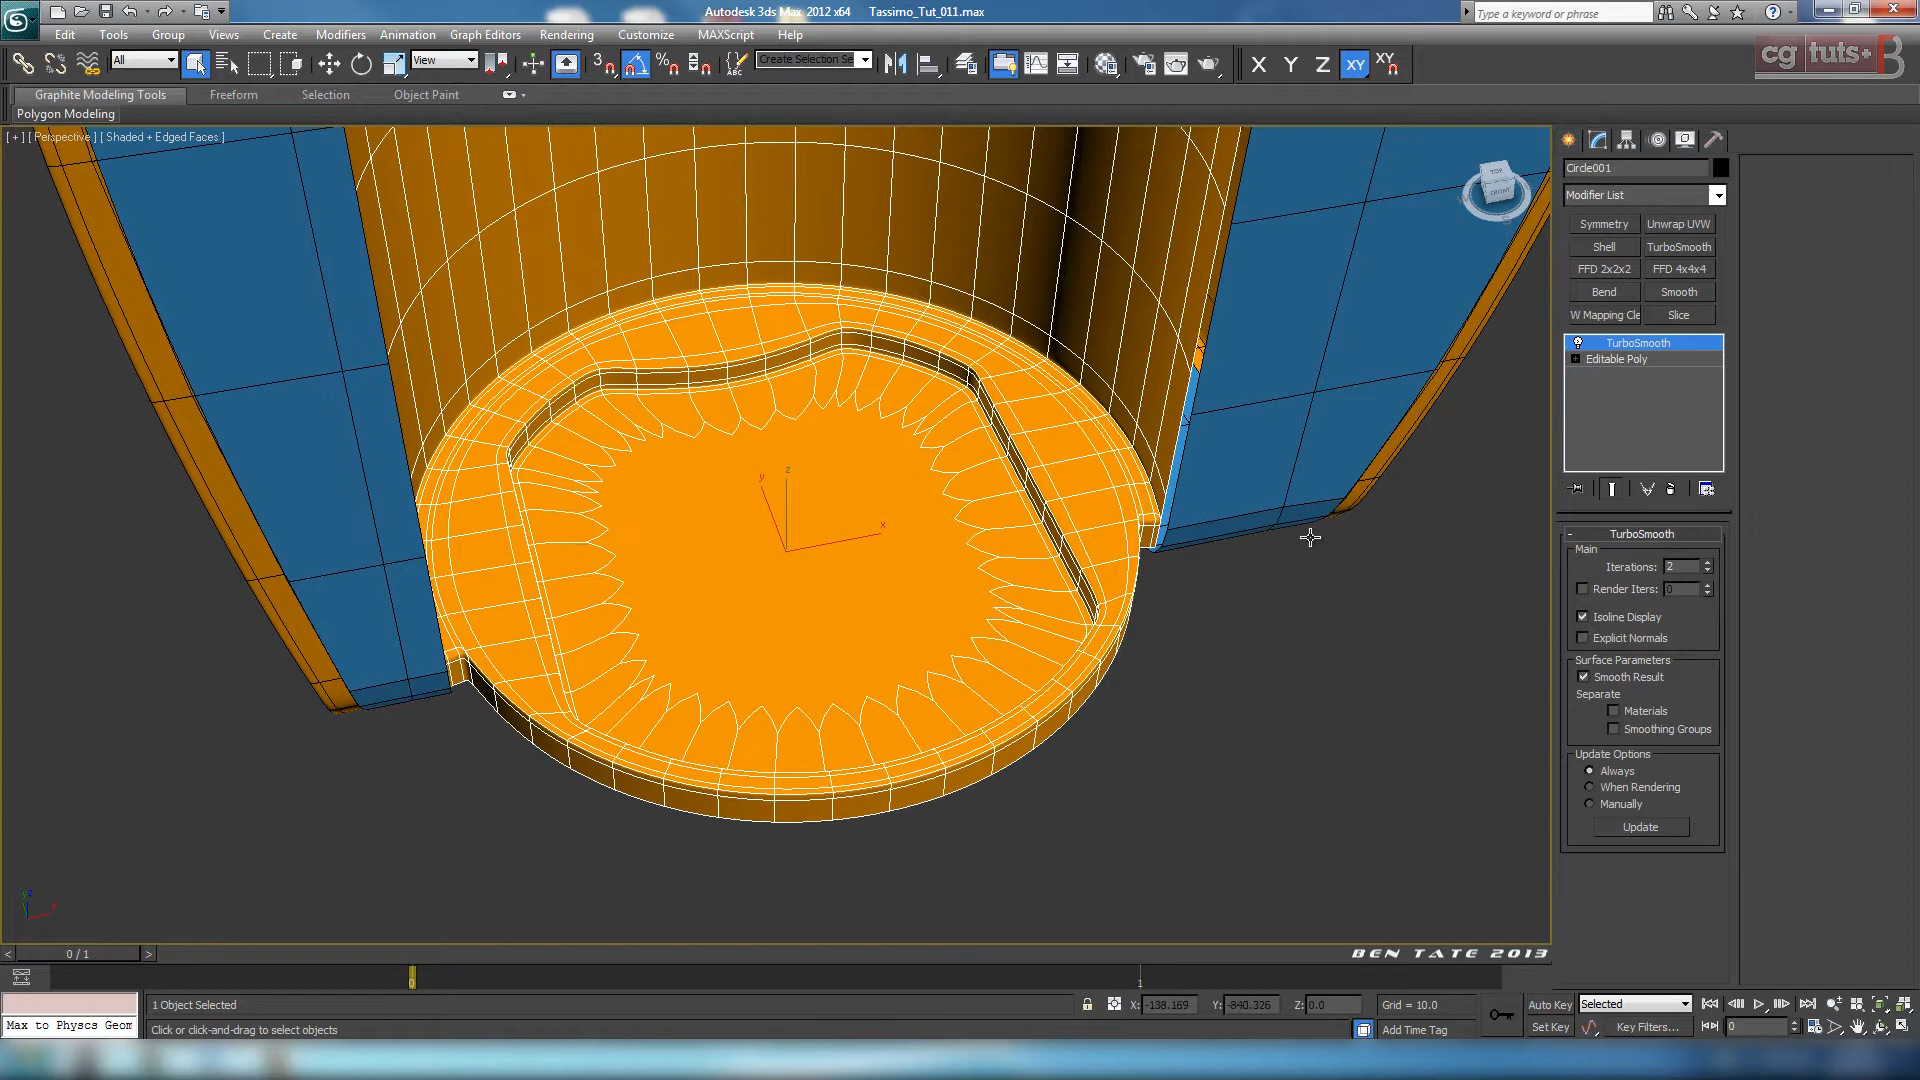 Autodesk 3ds Max 2012 x64 Tassimo_Tut_011.max
Type a keyword or phrase
Edit Tools Group Views Create Modifiers Animation Graph Editors Rendering Customize MAXScript Help
All View 3 % ABC Create Selection Se X Y Z XY XY
cg tuts+
Graphite Modeling Tools Freeform Selection Object Paint
Polygon Modeling
[ + ] [ Perspective ] [ Shaded + Edged Faces ]
TOP
FRONT
Circle001
Modifier List
Symmetry Unwrap UVW
Shell TurboSmooth
FFD 2x2x2 FFD 4x4x4
Bend Smooth
W Mapping Cle Slice
TurboSmooth
Editable Poly
z
y
x
- TurboSmooth
Main
Iterations: 2
Render Iters: 0
Isoline Display
Explicit Normals
Surface Parameters
Smooth Result
Separate
Materials
Smoothing Groups
Update Options
Always
When Rendering
Manually
Update
BEN TATE 2013
< 0 / 1 >
0 1
1 Object Selected X: -138.169 Y: -840.326 Z: 0.0 Grid = 10.0 Auto Key Selected
Max to Physcs Geom Click or click-and-drag to select objects Add Time Tag Set Key Key Filters... 0